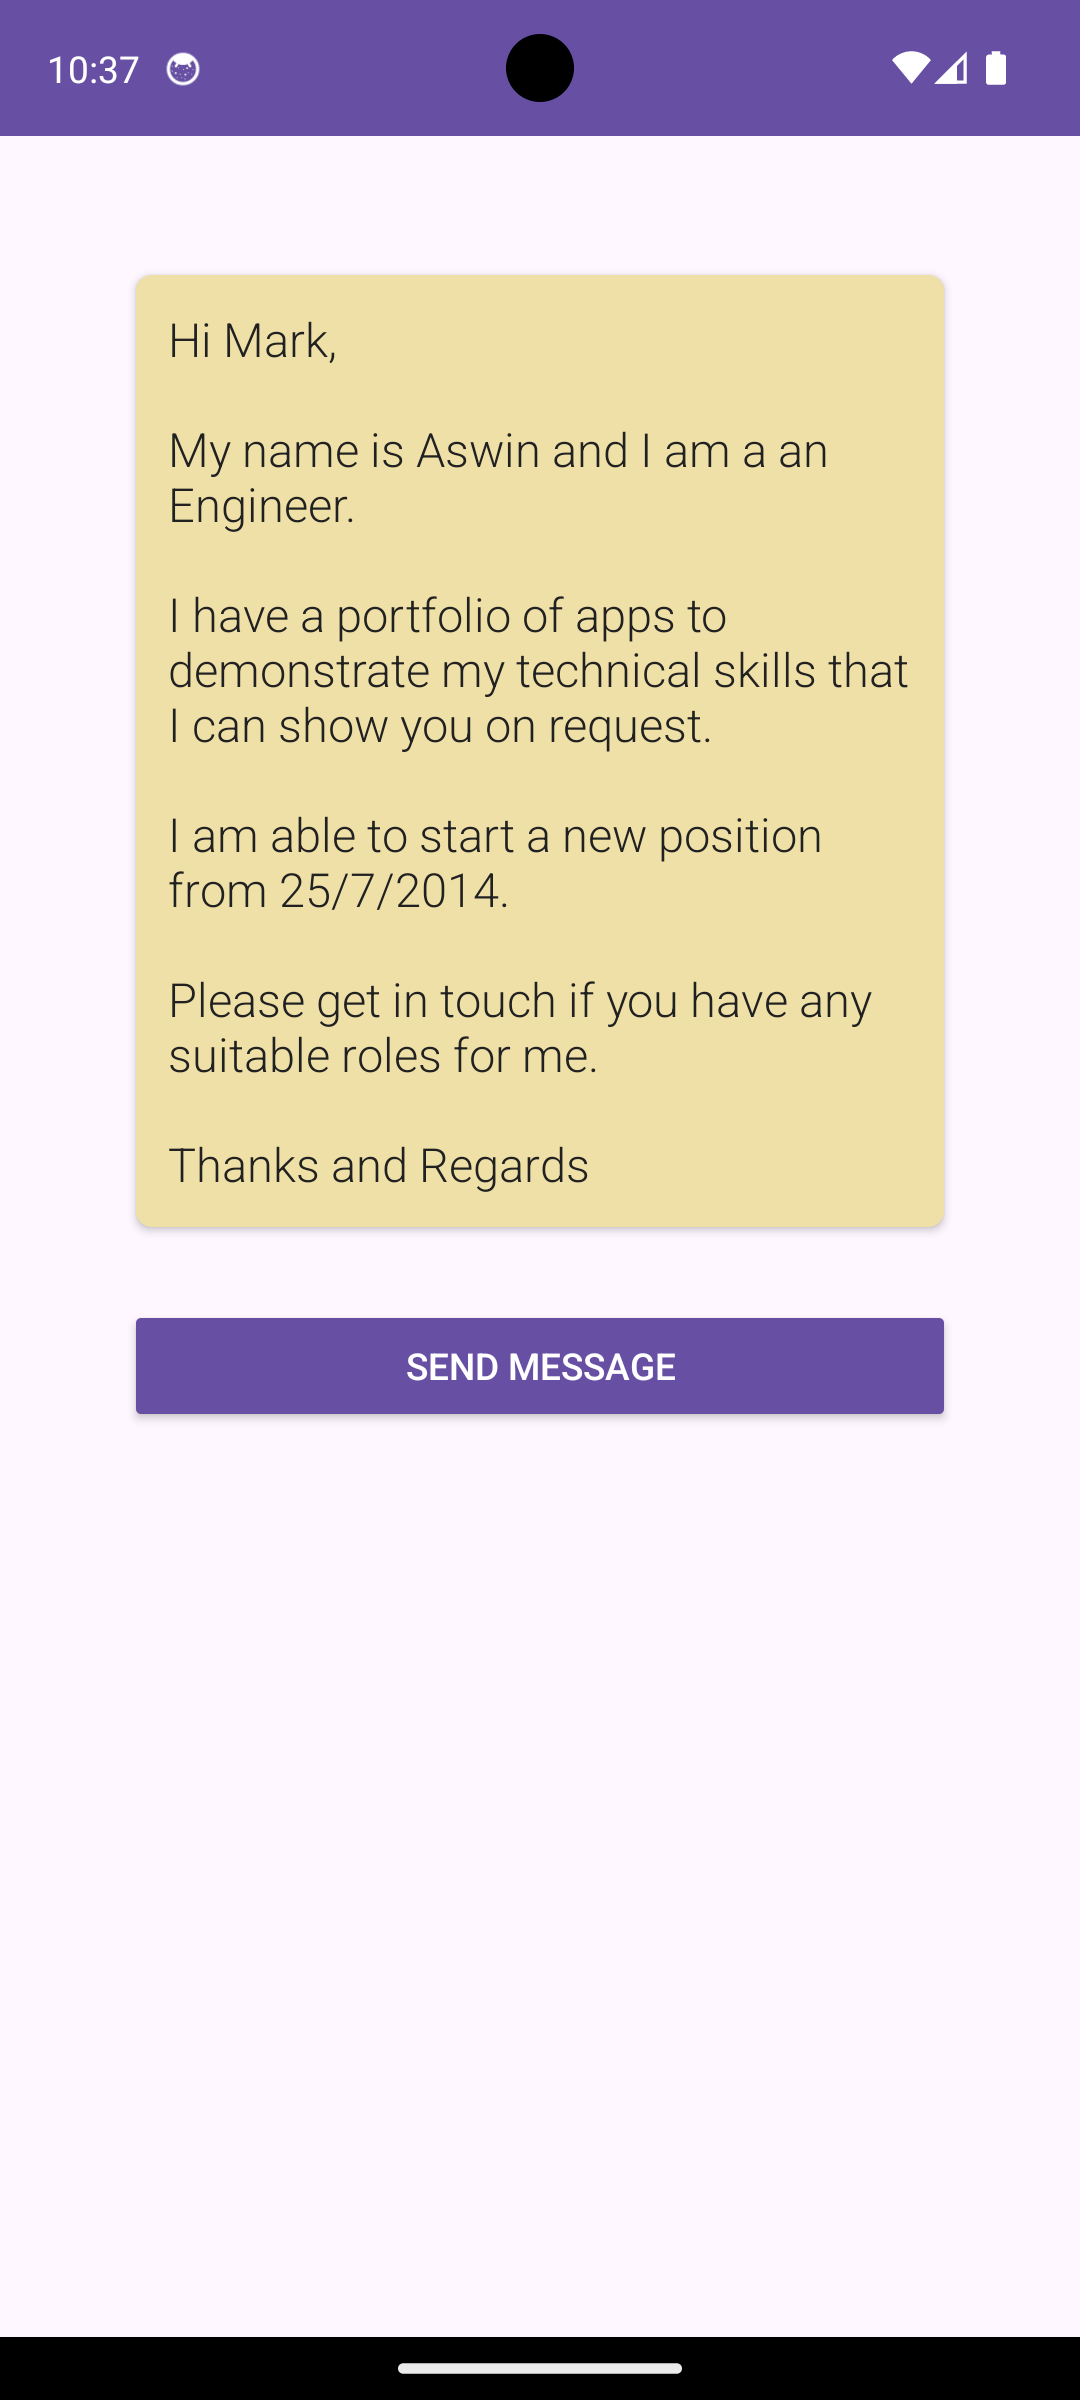 10:37
Hi Mark,
My name is Aswin and I am a an
Engineer.
I have a portfolio of apps to
demonstrate my technical skills that
I can show you on request.
I am able to start a new position
from 25/7/2014.
Please get in touch if you have any
suitable roles for me.
Thanks and Regards
SEND MESSAGE